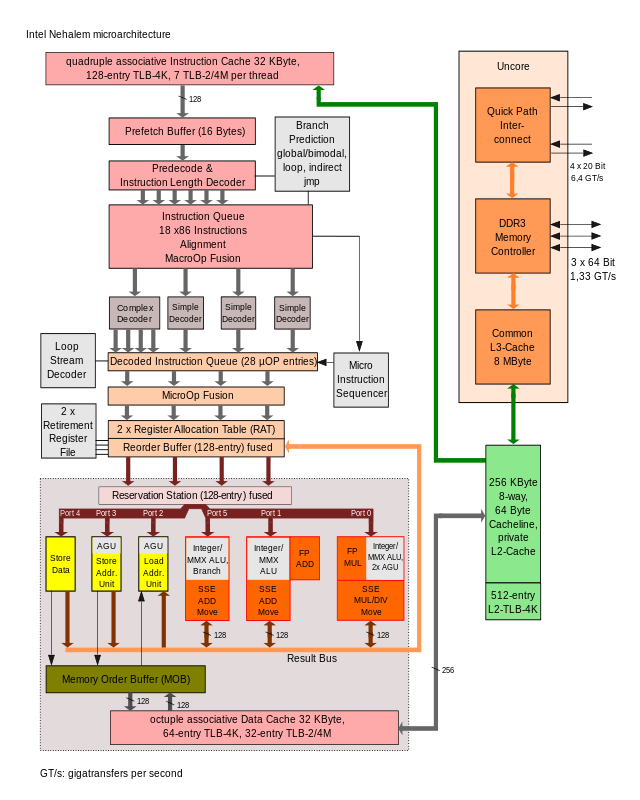 Intel Nehalem microarchitecture
quadruple associative Instruction Cache 32 KByte,
128-entry TLB-4K, 7 TLB-2/4M per thread
128
Prefetch Buffer (16 Bytes)
Predecode &
Instruction Length Decoder
Branch
Prediction
global/bimodal,
loop, indirect
jmp
Instruction Queue
18 x86 Instructions
Alignment
MacroOp Fusion
Complex
Decoder
Simple
Decoder
Simple
Decoder
Simple
Decoder
Loop
Stream
Decoder
Decoded Instruction Queue (28 µOP entries)
Micro
Instruction
Sequencer
MicroOp Fusion
2 x
Retirement
Register
File
2 x Register Allocation Table (RAT)
Reorder Buffer (128-entry) fused
Reservation Station (128-entry) fused
Port 4
Port 3
Port 2
Port 5
Port 1
Port 0
Store
Data
AGU
Store
Addr.
Unit
AGU
Load
Addr.
Unit
Integer/
MMX ALU,
Branch
SSE
ADD
Move
Integer/
MMX
ALU
FP
ADD
SSE
ADD
Move
FP
MUL
Integer/
MMX ALU,
2x AGU
SSE
MUL/DIV
Move
128
128
128
Result Bus
Memory Order Buffer (MOB)
128
128
octuple associative Data Cache 32 KByte,
64-entry TLB-4K, 32-entry TLB-2/4M
256
Uncore
Quick Path
Inter-
connect
4 x 20 Bit
6,4 GT/s
DDR3
Memory
Controller
3 x 64 Bit
1,33 GT/s
Common
L3-Cache
8 MByte
256 KByte
8-way,
64 Byte
Cacheline,
private
L2-Cache
512-entry
L2-TLB-4K
GT/s: gigatransfers per second